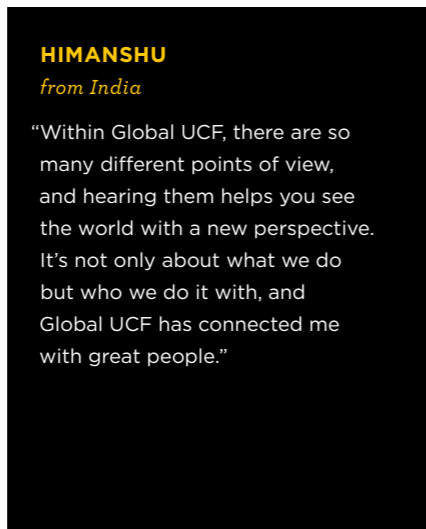 HIMANSHU
from India
“Within Global UCF, there are so
many different points of view,
and hearing them helps you see
the world with a new perspective.
It’s not only about what we do
but who we do it with, and
Global UCF has connected me
with great people.”